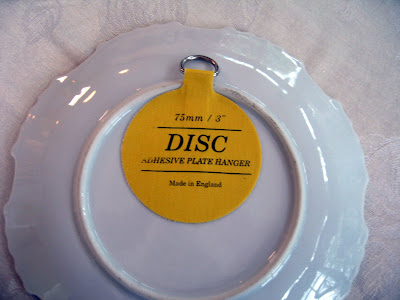 75mm / 3"
DISC
ADHESIVE PLATE HANGER
Made in England